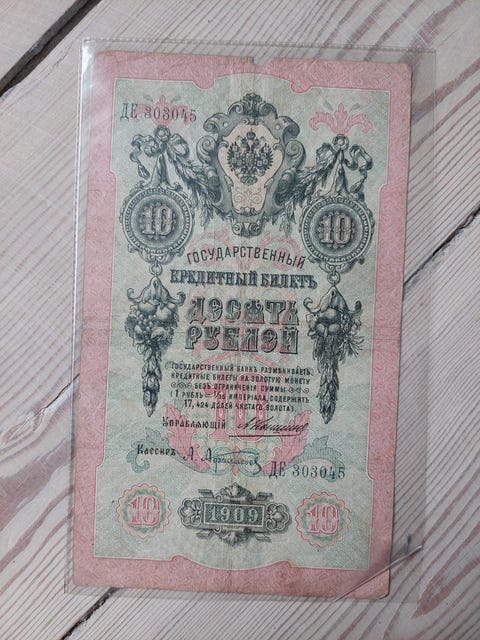 ДЕ 303045
10 10
ГОСУДАРСТВЕННЫЙ
КРЕДИТНЫЙ БИЛЕТЪ
ДЕСЯТЬ
РУБЛЕЙ
ГОСУДАРСТВЕННЫЙ БАНКЪ РАЗМѢНИВАЕТЪ
КРЕДИТНЫЕ БИЛЕТЫ НА ЗОЛОТУЮ МОНЕТУ
БЕЗЪ ОГРАНИЧЕНІЯ СУММЫ
(1 РУБЛЬ = 1/15 ИМПЕРІАЛА, СОДЕРЖИТЪ
17,424 ДОЛЕЙ ЧИСТАГО ЗОЛОТА)
УПРАВЛЯЮЩІЙ
Кассиръ
ДЕ 303045
10 1909 10